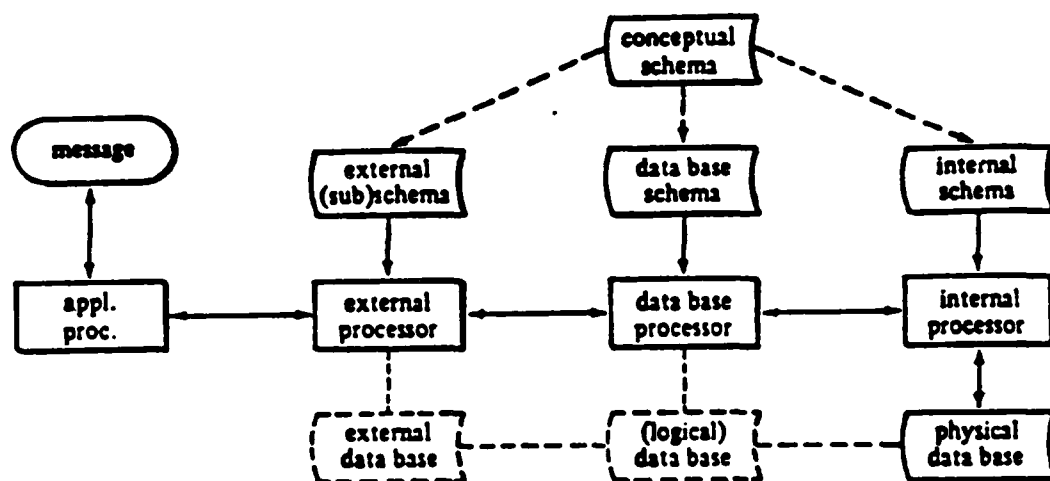 conceptual
schema
message
external
(sub)schema
data base
schema
internal
schema
appl.
proc.
external
processor
data base
processor
internal
processor
external
data base
(logical)
data base
physical
data base